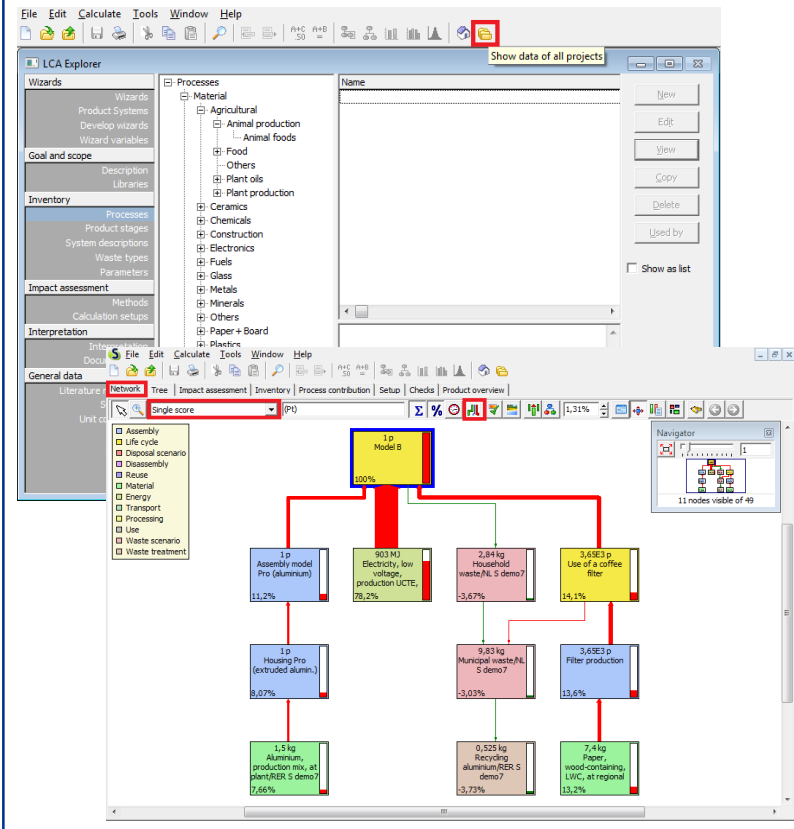 File Edit Calculate Tools Window Help
A+C
50
A+B
=
Show data of all projects
LCA Explorer
Wizards
Wizards
Product Systems
Develop wizards
Wizard variables
Goal and scope
Description
Libraries
Inventory
Processes
Product stages
System descriptions
Waste types
Parameters
Impact assessment
Methods
Calculation setups
Interpretation
General data
Processes
Material
Agricultural
Animal production
Animal foods
Food
Others
Plant oils
Plant production
Ceramics
Chemicals
Construction
Electronics
Fuels
Glass
Metals
Minerals
Others
Paper + Board
Plastics
Name
New
Edit
View
Copy
Delete
Used by
Show as list
File Edit Calculate Tools Window Help
Network Tree Impact assessment Inventory Process contribution Setup Checks Product overview
Single score (Pt) Σ % 1,31%
Assembly
Life cycle
Disposal scenario
Disassembly
Reuse
Material
Energy
Transport
Processing
Use
Waste scenario
Waste treatment
Navigator
1
11 nodes visible of 49
1 p
Model B
100%
1 p
Assembly model
Pro (aluminium)
11,2%
903 MJ
Electricity, low
voltage,
production UCTE,
78,2%
2,84 kg
Household
waste/NL S demo7
-3,67%
3,65E3 p
Use of a coffee
filter
14,1%
1 p
Housing Pro
(extruded alumin.)
8,07%
9,83 kg
Municipal waste/NL
S demo7
-3,03%
3,65E3 p
Filter production
13,6%
1,5 kg
Aluminium,
production mix, at
plant/RER S demo7
7,66%
0,525 kg
Recycling
aluminium/RER S
demo7
-3,73%
7,4 kg
Paper,
wood-containing,
LWC, at regional
13,2%